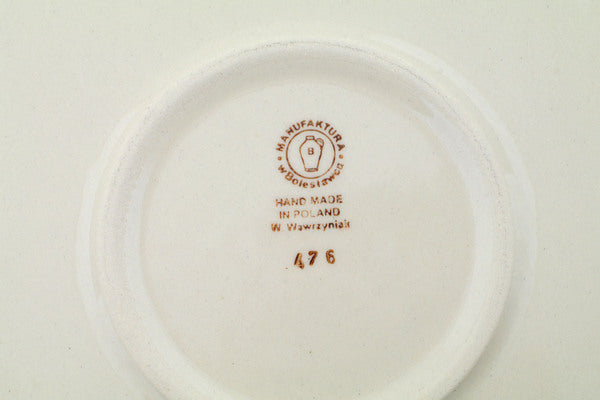 MANUFAKTURA
B
w Bolesławcu
HAND MADE
IN POLAND
W. Wawrzyniak
476